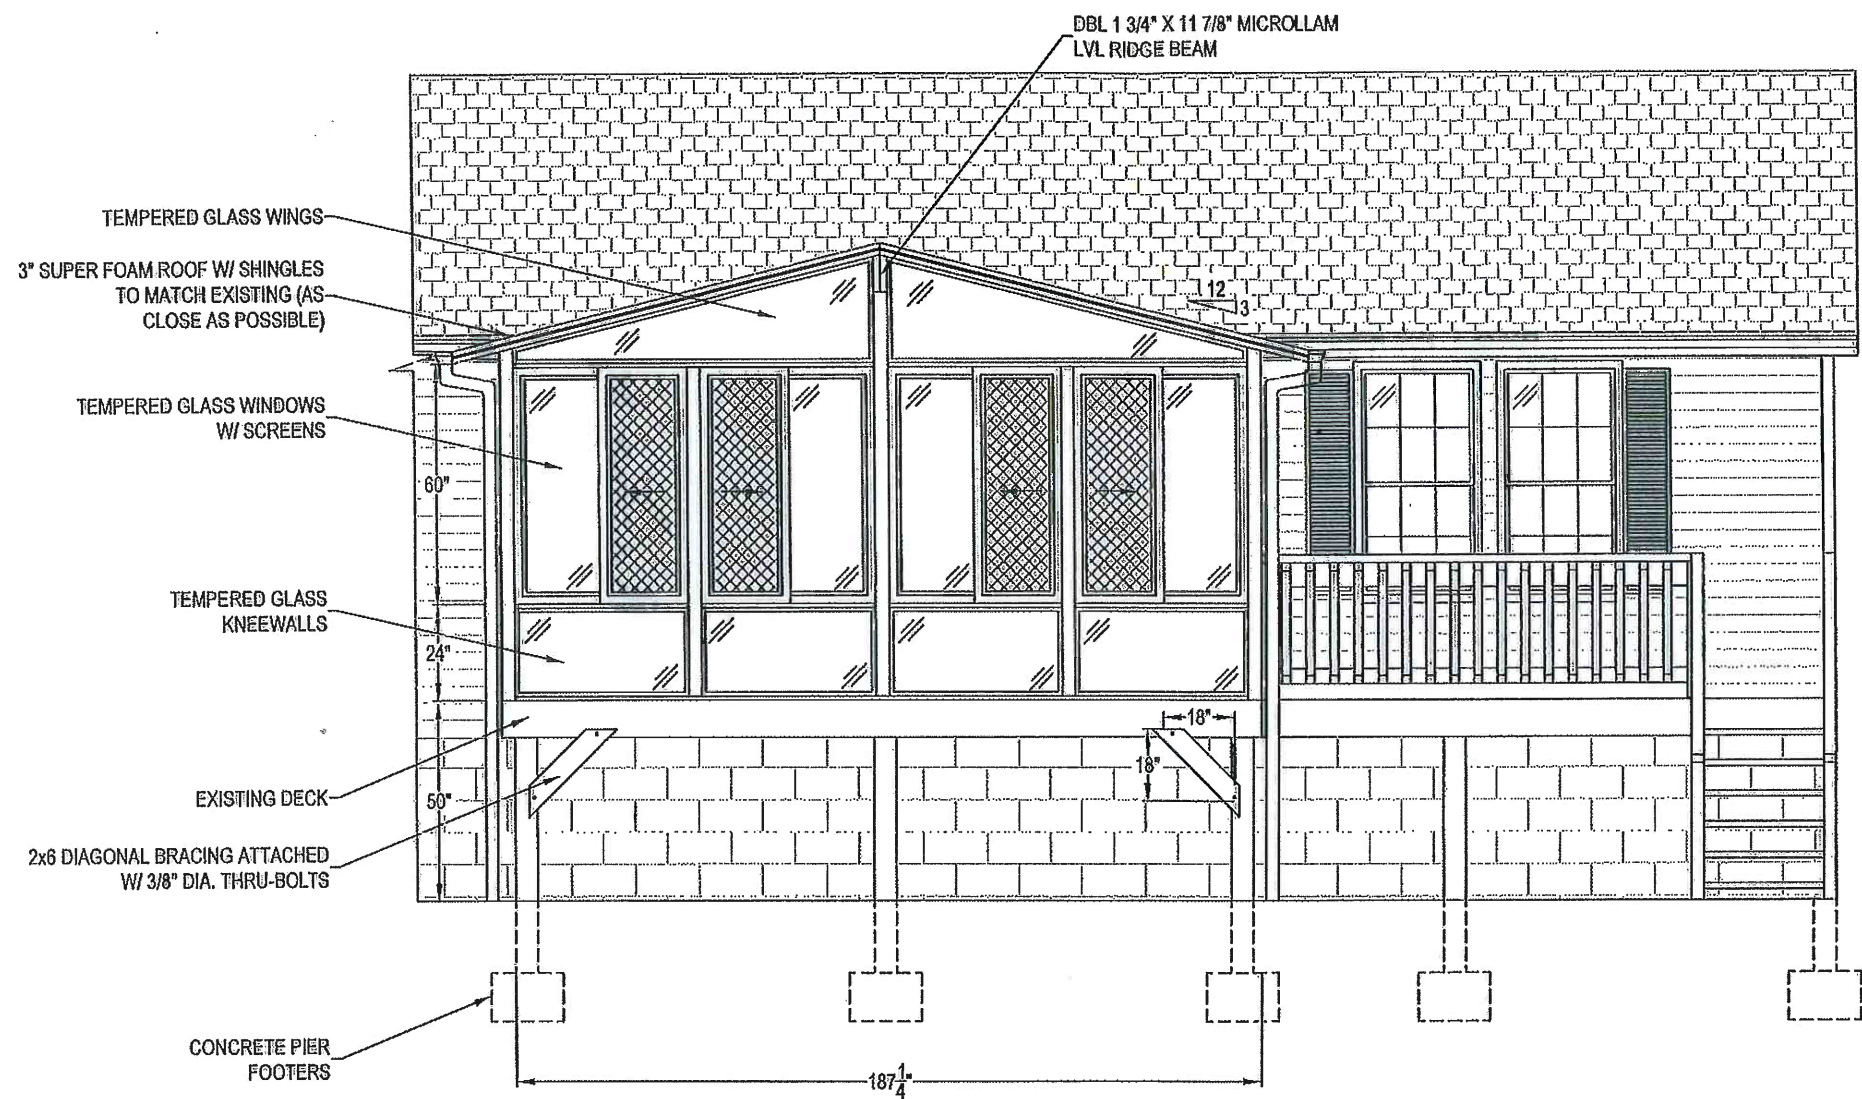 DBL 1 3/4" X 11 7/8" MICROLLAM
LVL RIDGE BEAM
TEMPERED GLASS WINGS
3" SUPER FOAM ROOF W/ SHINGLES
TO MATCH EXISTING (AS
CLOSE AS POSSIBLE)
12
3
TEMPERED GLASS WINDOWS
W/ SCREENS
60"
TEMPERED GLASS
KNEEWALLS
24"
18"
18"
EXISTING DECK
50"
2x6 DIAGONAL BRACING ATTACHED
W/ 3/8" DIA. THRU-BOLTS
CONCRETE PIER
FOOTERS
187 1/4"